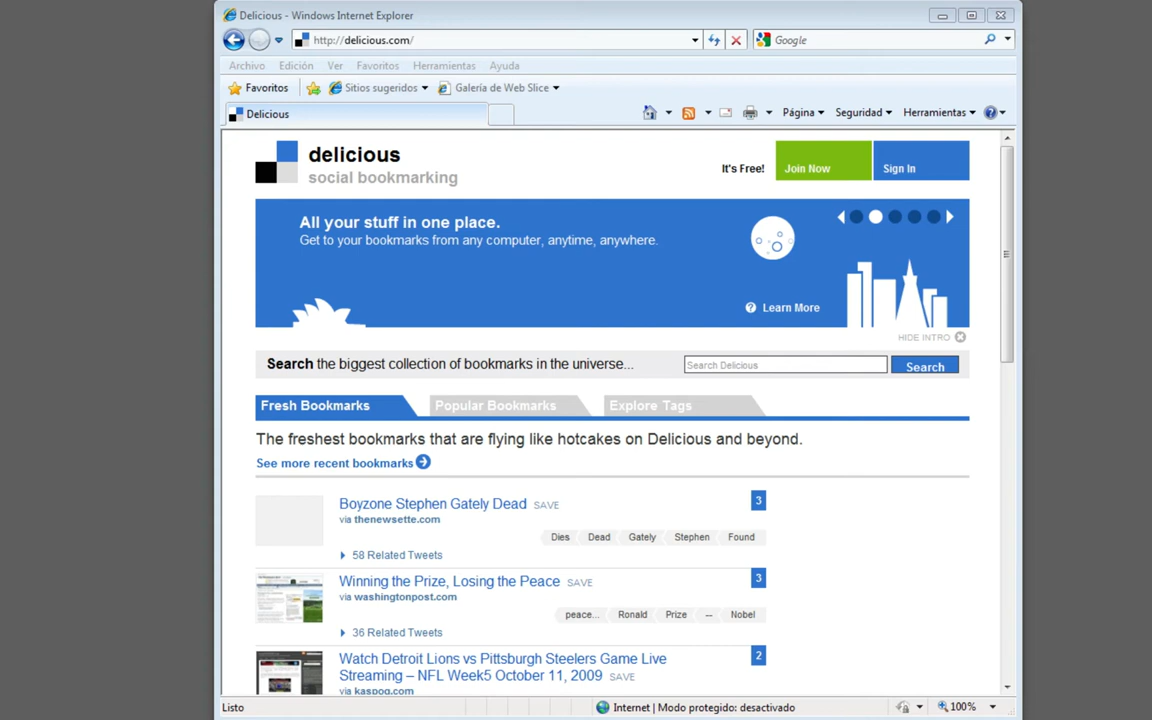 Delicious - Windows Internet Explorer
http://delicious.com/
Google
Archivo Edición Ver Favoritos Herramientas Ayuda
Favoritos Sitios sugeridos Galería de Web Slice
Delicious Página Seguridad Herramientas
delicious
social bookmarking
It's Free! Join Now Sign In
All your stuff in one place.
Get to your bookmarks from any computer, anytime, anywhere.
? Learn More
HIDE INTRO
Search the biggest collection of bookmarks in the universe... Search Delicious Search
Fresh Bookmarks Popular Bookmarks Explore Tags
The freshest bookmarks that are flying like hotcakes on Delicious and beyond.
See more recent bookmarks
Boyzone Stephen Gately Dead SAVE 3
via thenewsette.com
Dies Dead Gately Stephen Found
58 Related Tweets
Winning the Prize, Losing the Peace SAVE 3
via washingtonpost.com
peace... Ronald Prize -- Nobel
36 Related Tweets
Watch Detroit Lions vs Pittsburgh Steelers Game Live 2
Streaming – NFL Week5 October 11, 2009 SAVE
via kaspog.com
Listo Internet | Modo protegido: desactivado 100%